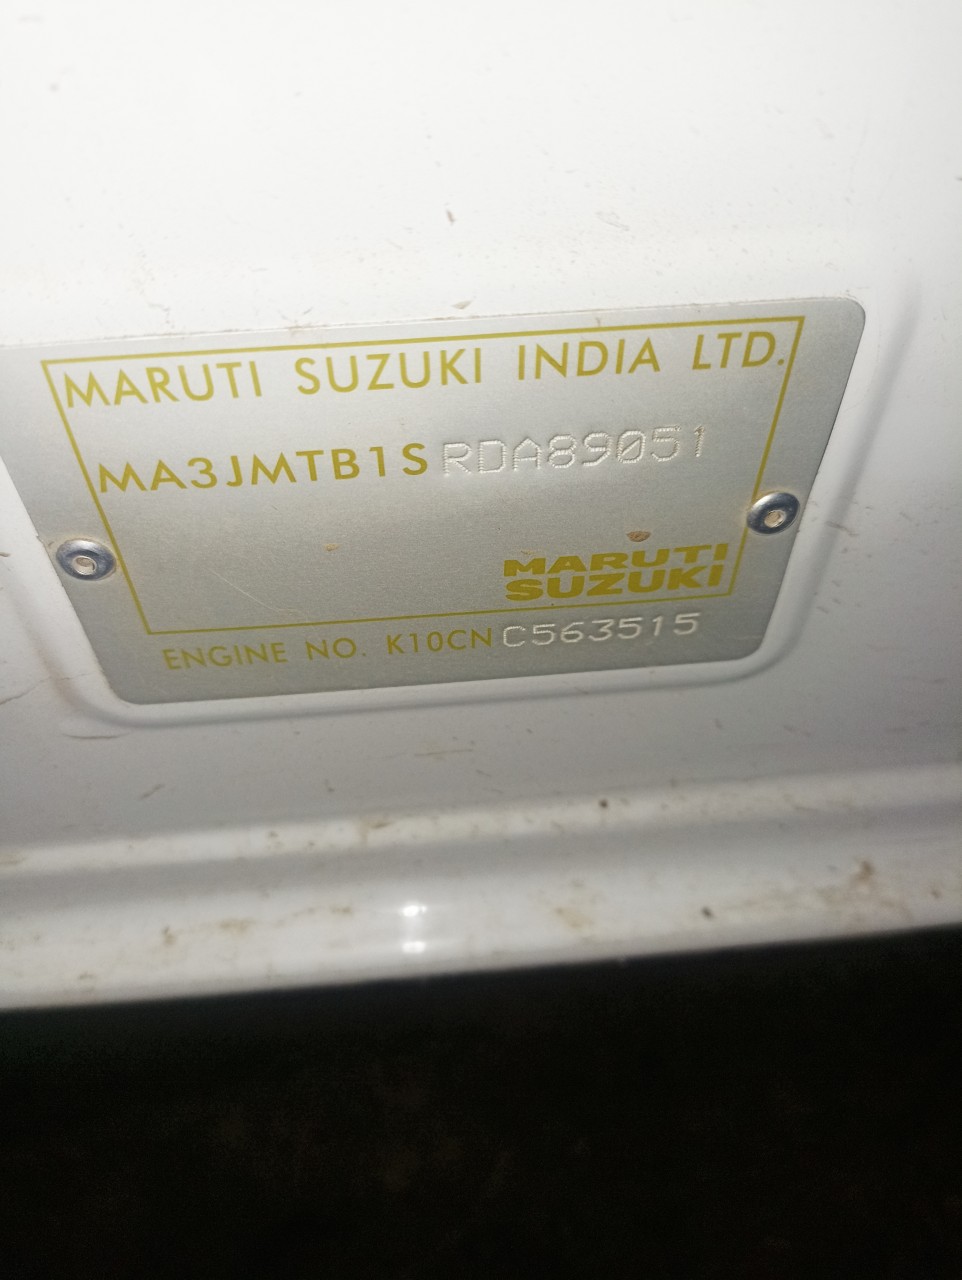 MARUTI SUZUKI INDIA LTD.
MA3JMTB1SRDA89051
MARUTI
SUZUKI
ENGINE NO. K10CNC563515